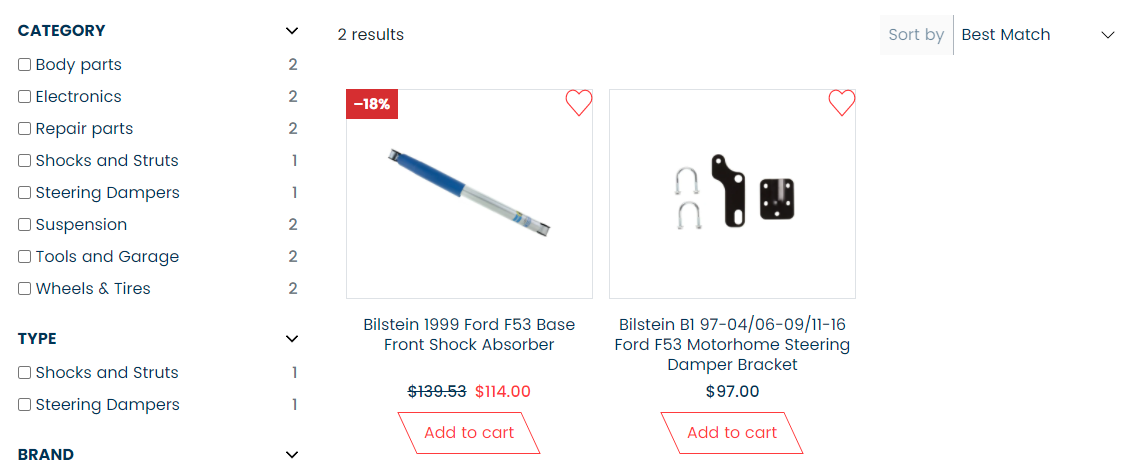 CATEGORY
Body parts 2
Electronics 2
Repair parts 2
Shocks and Struts 1
Steering Dampers 1
Suspension 2
Tools and Garage 2
Wheels & Tires 2
TYPE
Shocks and Struts 1
Steering Dampers 1
BRAND
2 results
Sort by Best Match
–18%
Bilstein 1999 Ford F53 Base
Front Shock Absorber
$139.53 $114.00
Add to cart
Bilstein B1 97-04/06-09/11-16
Ford F53 Motorhome Steering
Damper Bracket
$97.00
Add to cart